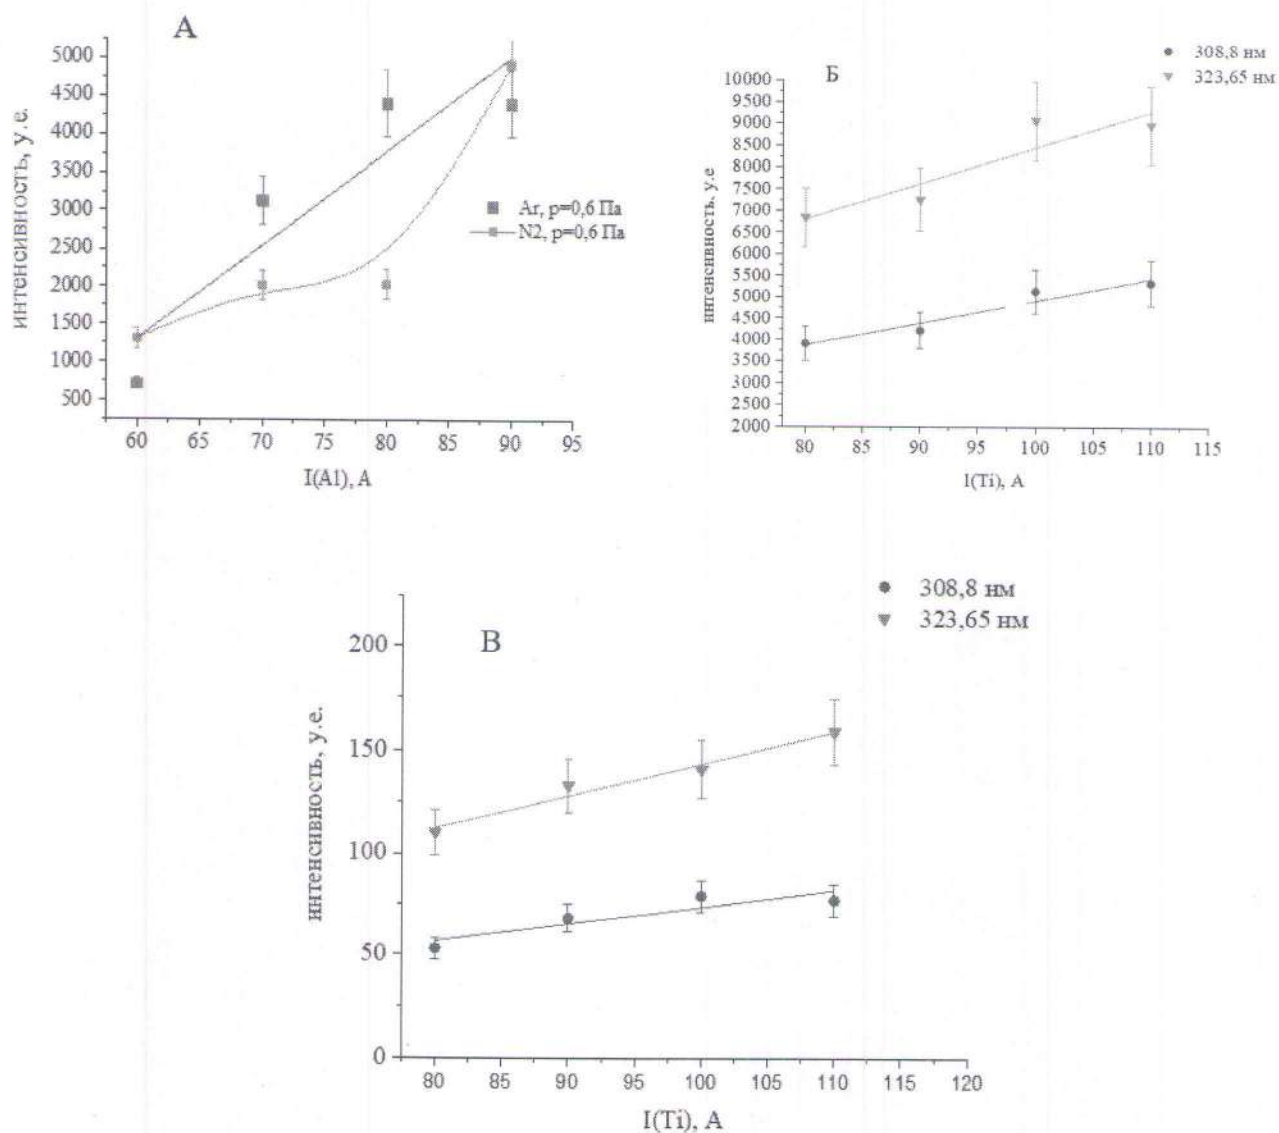 А
5000
4500
4000
3500
3000
2500
2000
1500
1000
500
интенсивность, у.е.
60 65 70 75 80 85 90 95
I(Al), A
Ar, p=0,6 Па
N2, p=0,6 Па
Б
308,8 нм
323,65 нм
10000
9500
9000
8500
8000
7500
7000
6500
6000
5500
5000
4500
4000
3500
3000
2500
2000
интенсивность, у.е
80 85 90 95 100 105 110 115
I(Ti), A
В
308,8 нм
323,65 нм
200
150
100
50
0
интенсивность, у.е.
80 85 90 95 100 105 110 115 120
I(Ti), A